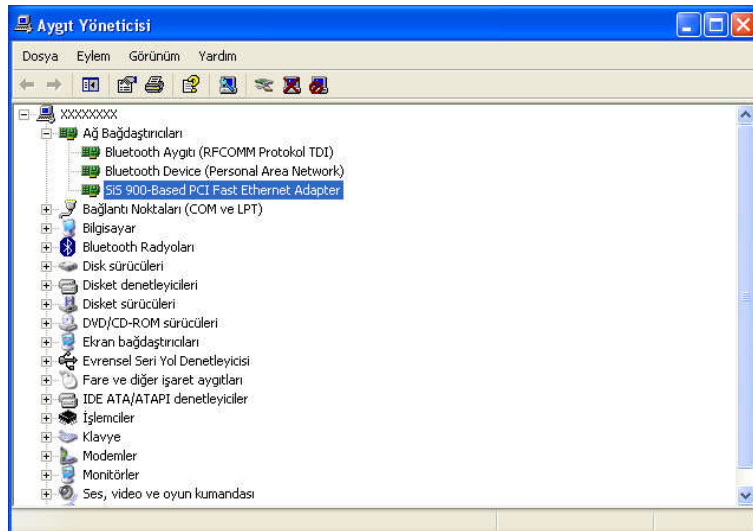 Aygıt Yöneticisi
Dosya Eylem Görünüm Yardım
XXXXXXXX
Ağ Bağdaştırıcıları
Bluetooth Aygıtı (RFCOMM Protokol TDI)
Bluetooth Device (Personal Area Network)
SiS 900-Based PCI Fast Ethernet Adapter
Bağlantı Noktaları (COM ve LPT)
Bilgisayar
Bluetooth Radyoları
Disk sürücüleri
Disket denetleyicileri
Disket sürücüleri
DVD/CD-ROM sürücüleri
Ekran bağdaştırıcıları
Evrensel Seri Yol Denetleyicisi
Fare ve diğer işaret aygıtları
IDE ATA/ATAPI denetleyiciler
İşlemciler
Klavye
Modemler
Monitörler
Ses, video ve oyun kumandası